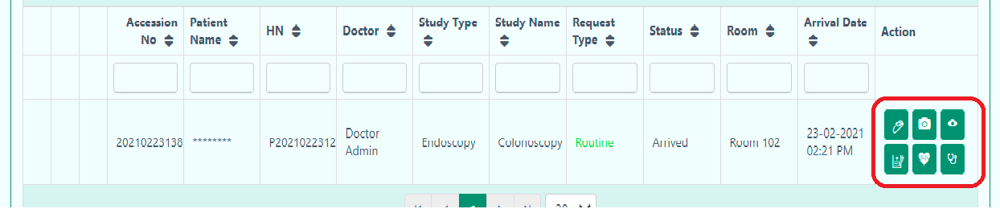 Accession No
Patient Name
HN
Doctor
Study Type
Study Name
Request Type
Status
Room
Arrival Date
Action
20210223138
********
P2021022312
Doctor Admin
Endoscopy
Colonoscopy
Routine
Arrived
Room 102
23-02-2021
02:21 PM